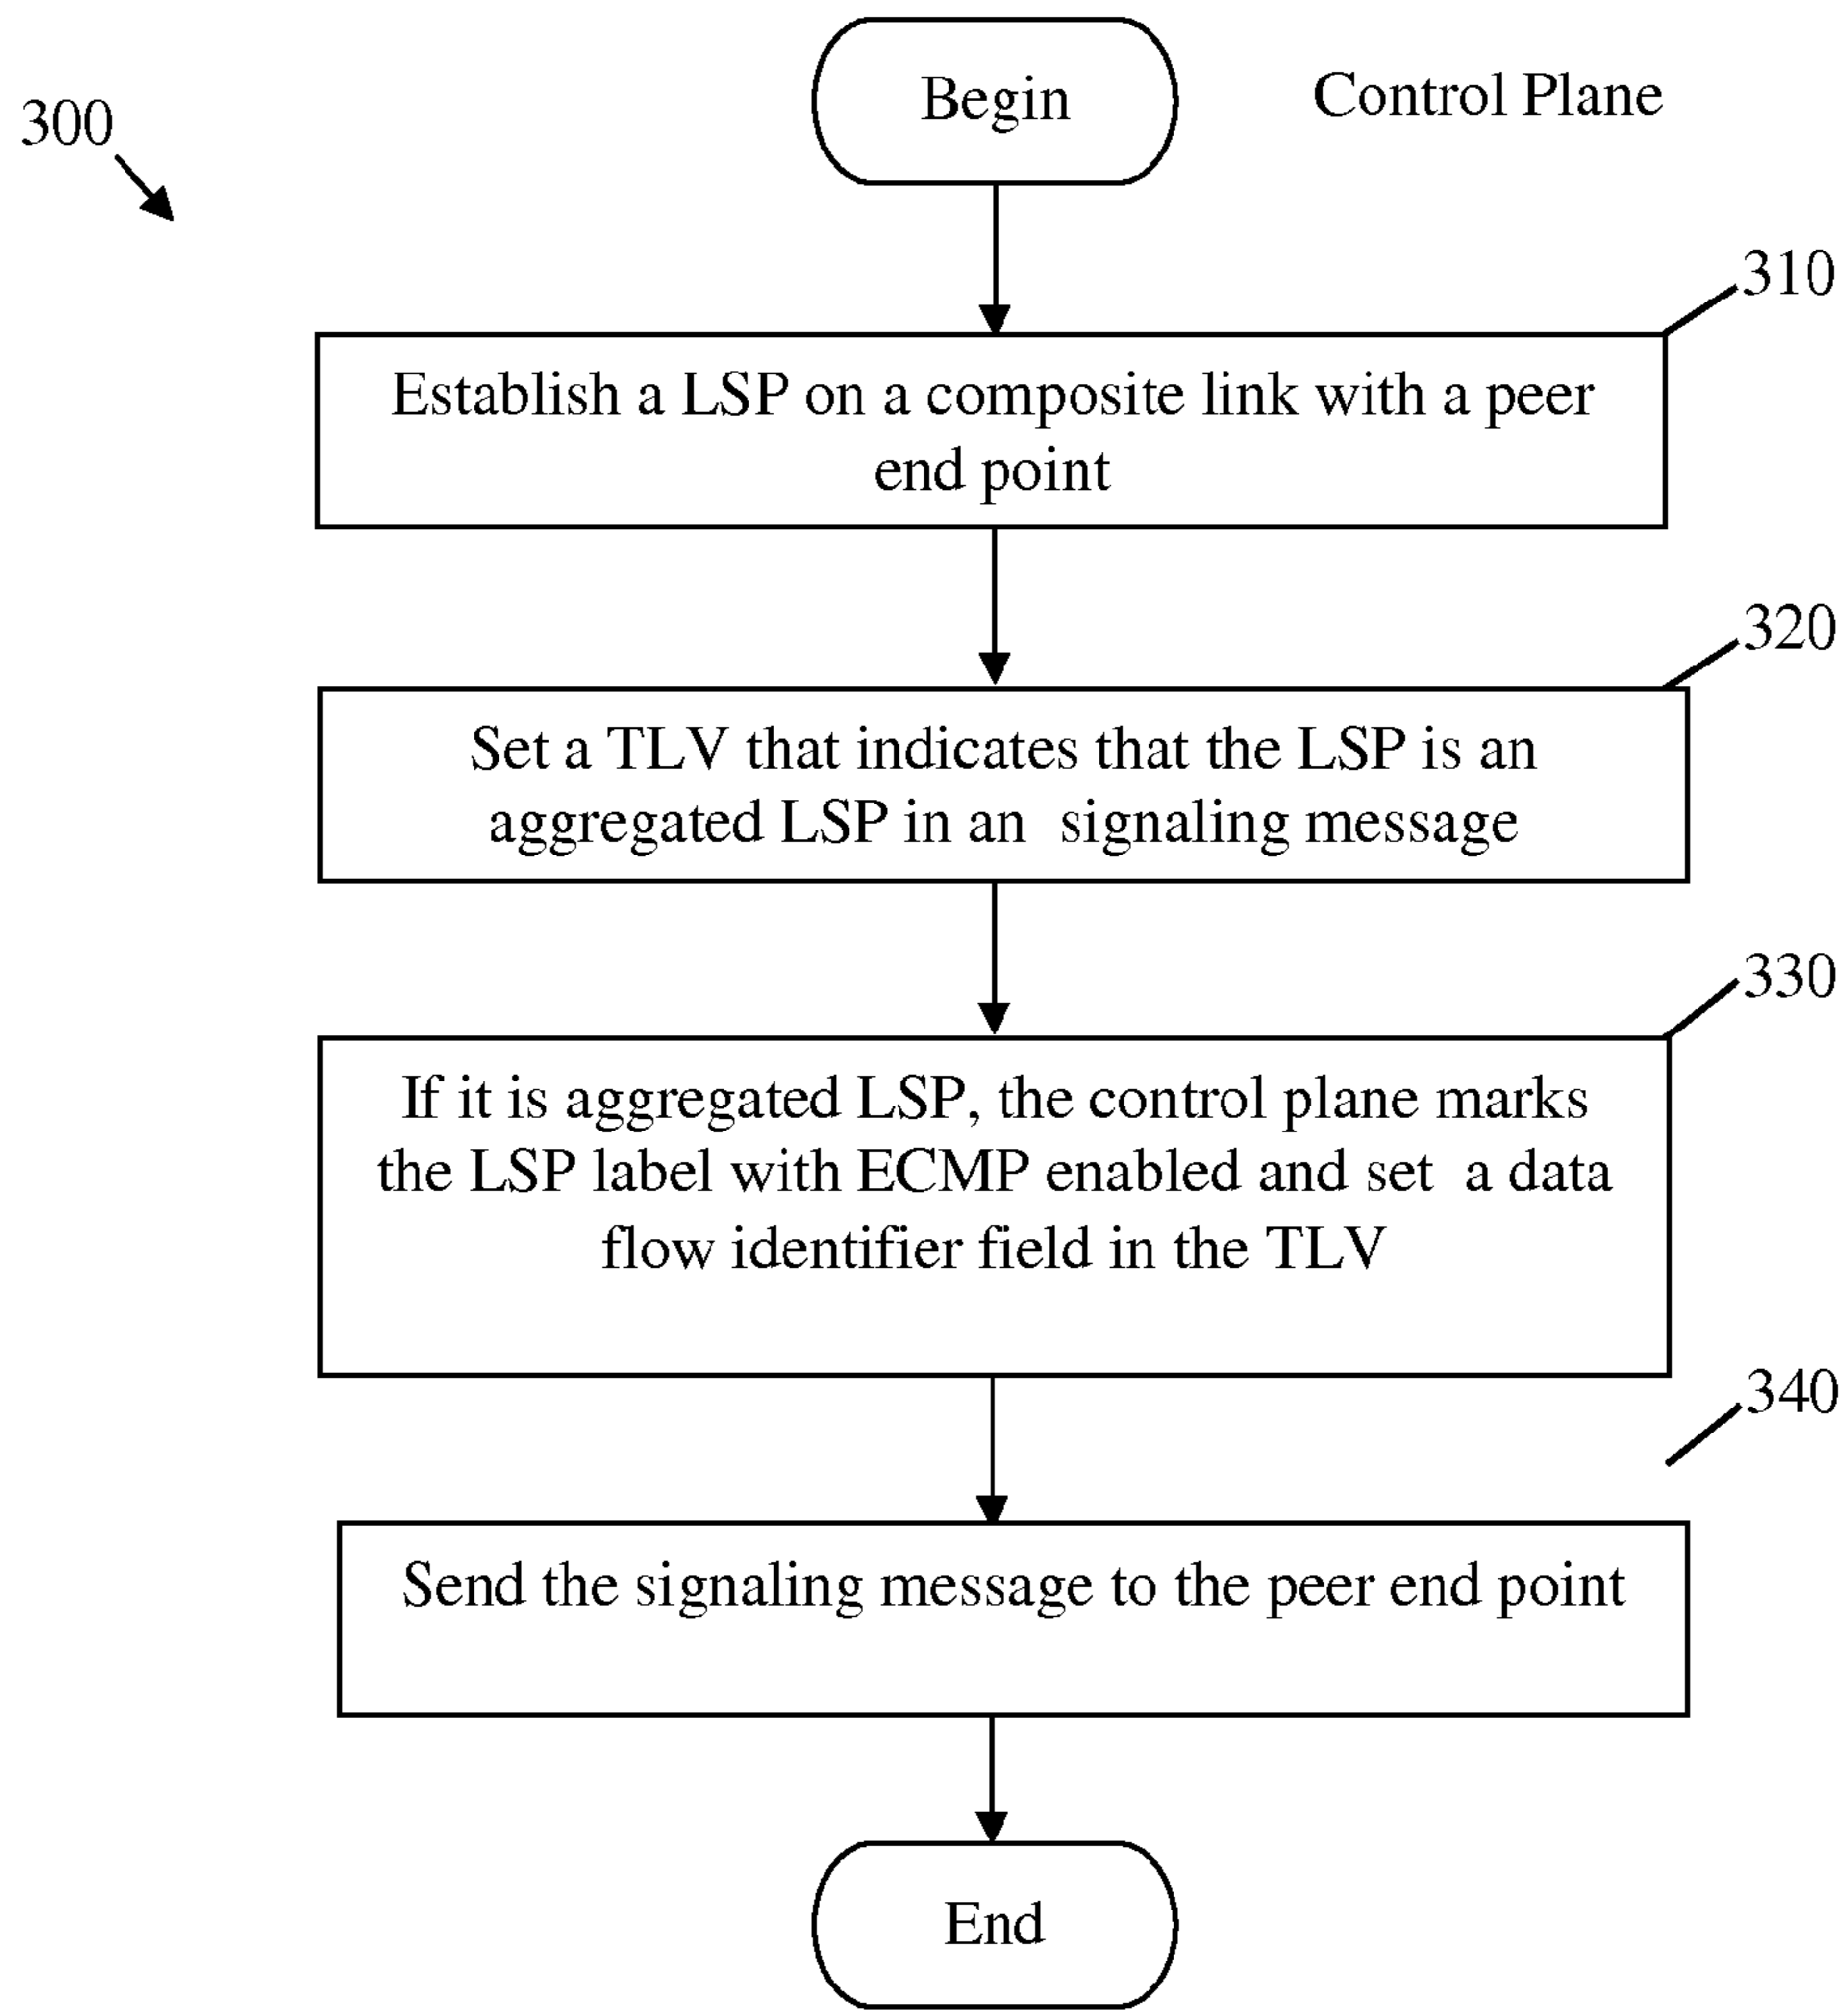 Begin
Control Plane
300
310
Establish a LSP on a composite link with a peer
end point
320
Set a TLV that indicates that the LSP is an
aggregated LSP in an signaling message
330
If it is aggregated LSP, the control plane marks
the LSP label with ECMP enabled and set a data
flow identifier field in the TLV
340
Send the signaling message to the peer end point
End